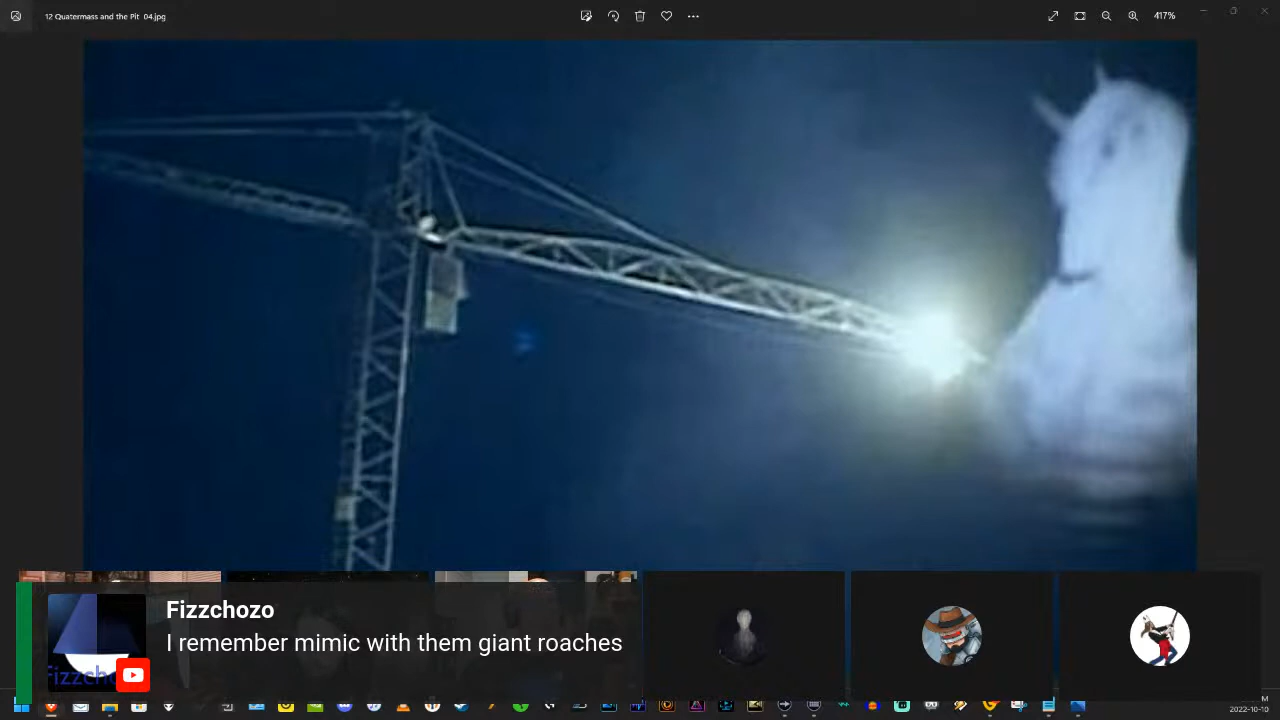 12 Quatermass and the Pit 04.jpg
417%
Fizzchozo
I remember mimic with them giant roaches
2022-10-10